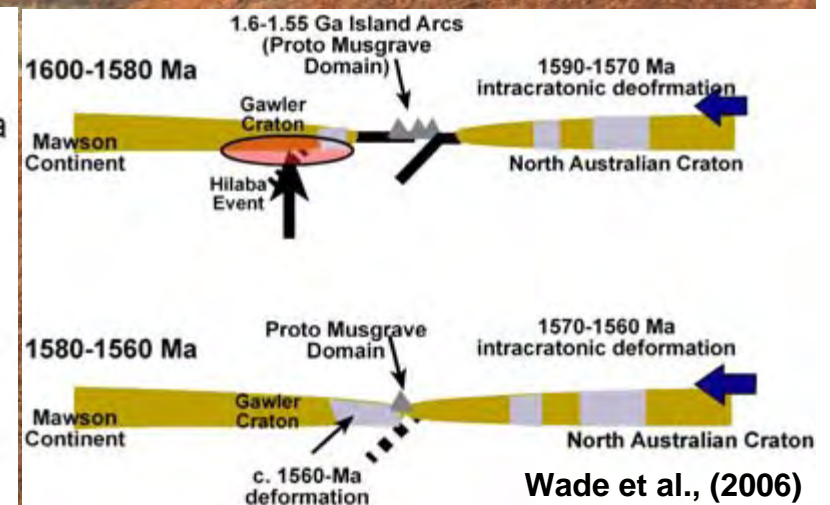 a
1.6-1.55 Ga Island Arcs
(Proto Musgrave
Domain)
1600-1580 Ma
1590-1570 Ma
intracratonic deofrmation
Gawler
Craton
Mawson
Continent
North Australian Craton
Hilaba
Event
Proto Musgrave
Domain
1570-1560 Ma
intracratonic deformation
1580-1560 Ma
Gawler
Craton
Mawson
Continent
North Australian Craton
c. 1560-Ma
deformation
Wade et al., (2006)